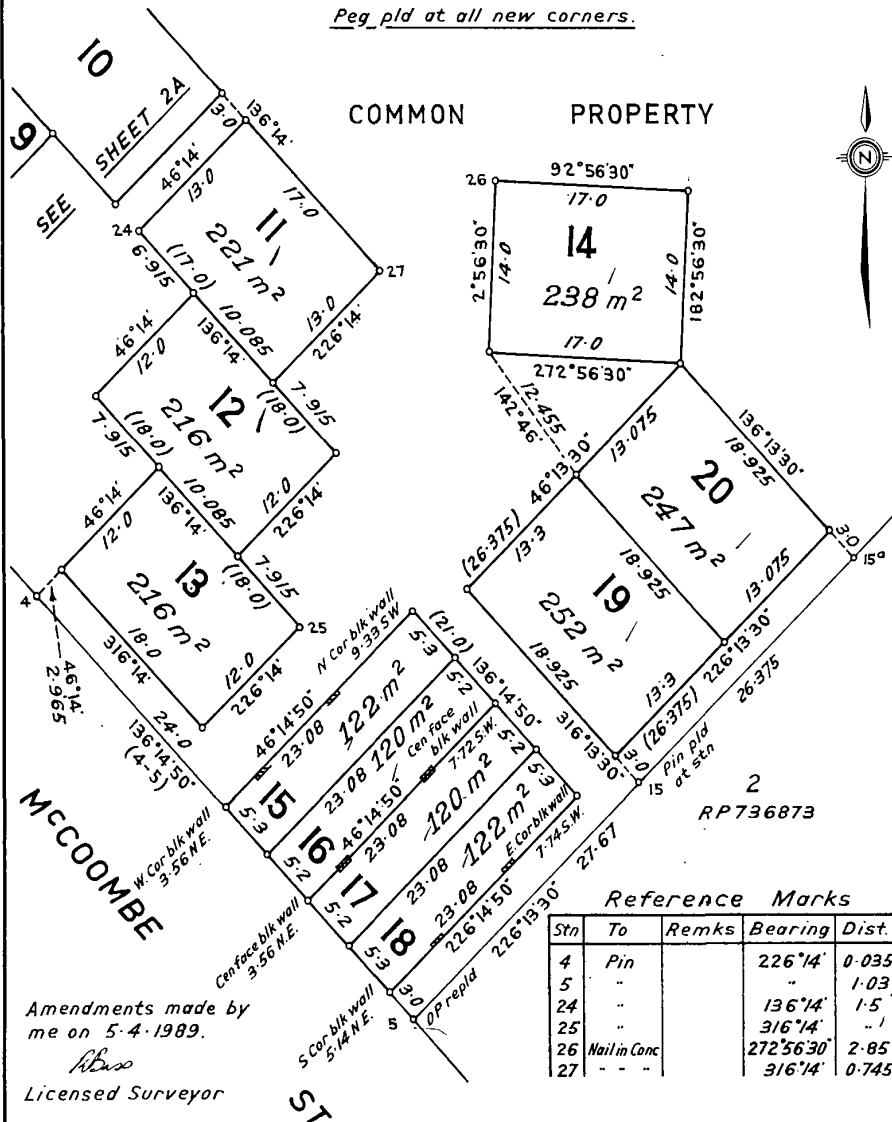 Peg pld at all new corners.
COMMON PROPERTY
N
10
9
SEE SHEET 2A
3·0
136°14'
46°14'
13·0
24
17·0
11
221 m²
27
6·915
(17·0)
10·085
136°14'
13·0
226°14'
26
92°56'30"
17·0
14
238 m²
2°56'30"
14·0
14·0
182°56'30"
17·0
272°56'30"
12·455
142°46'
46°14'
12·0
7·915
(18·0)
12
216 m²
7·915
(18·0)
10·085
136°14'
12·0
226°14'
46°14'
12·0
13
216 m²
7·915
(18·0)
25
4
46°14'
2·965
18·0
316°14'
12·0
226°14'
24·0
136°14'50"
(4-5)
46°13'30"
13·075
136°13'30"
18·925
20
247 m²
3·0
15ᵃ
(26·375)
13·3
18·925
19
252 m²
13·075
226°13'30"
26·375
18·925
316°13'30"
13·3
(26·375)
3·0
Pin pld
at stn
15
2
RP736873
N Cor blk wall
9·33 SW
(21·0)
5·3
136°14'50"
5·2
46°14'50"
23·08
122 m²
15
5·3
W. Cor blk wall
3·56 N.E.
23·08
120 m²
16
5·2
Cen face
blk wall
7·72 S.W.
5·2
46°14'50"
23·08
120 m²
17
5·2
Cen face blk wall
3·56 N.E.
5·3
23·08
122 m²
18
5·3
E. Cor blk wall
7·74 S.W.
23·08
226°14'50"
27·67
226°13'30"
3·0
S Cor blk wall
5·14 N.E.
5
OP repld
McCOOMBE
ST
Reference Marks
Stn To Remks Bearing Dist.
4 Pin 226°14' 0·035
5 " " 1·03
24 " 136°14' 1·5
25 " 316°14' "
26 Nail in Conc 272°56'30" 2·85
27 " " " 316°14' 0·745
Amendments made by
me on 5·4·1989.
Licensed Surveyor